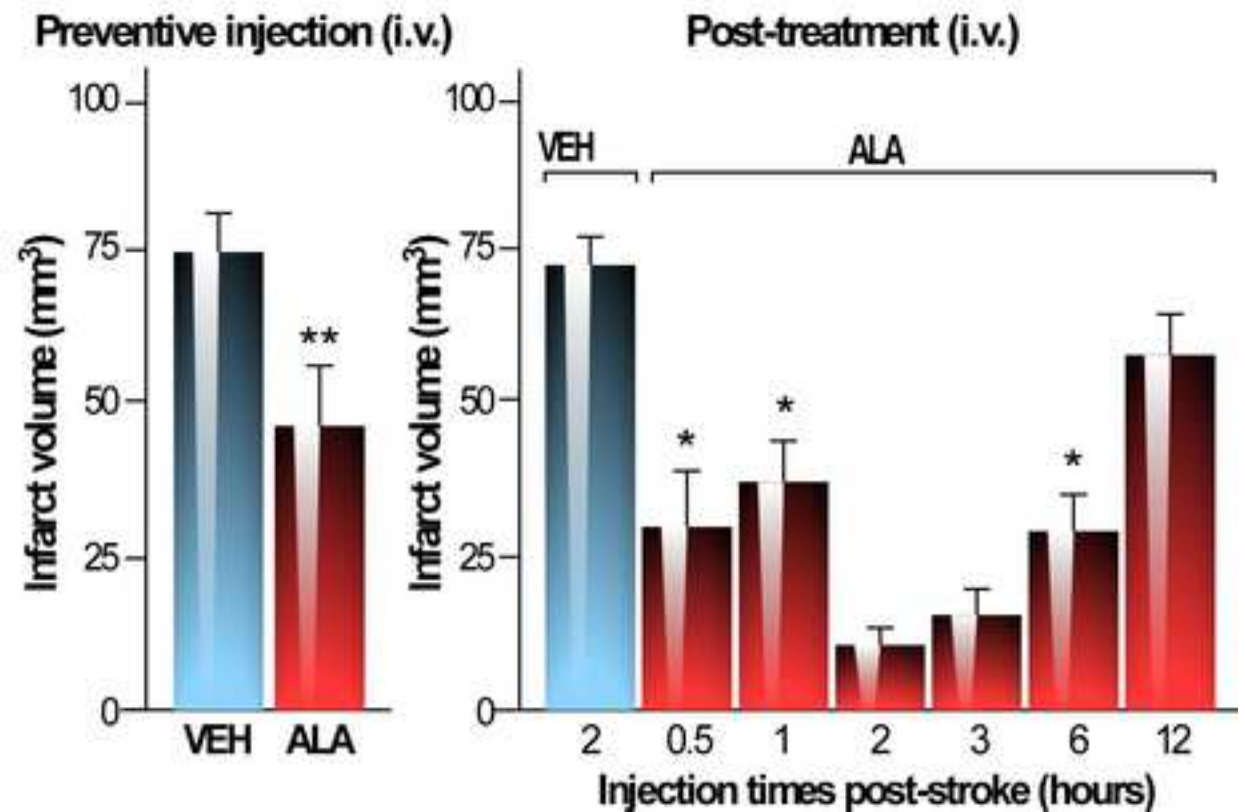 Preventive injection (i.v.)
Infarct volume (mm³)
100
75
50
25
0
**
VEH ALA
Post-treatment (i.v.)
Infarct volume (mm³)
100
75
50
25
0
VEH ALA
* * *
2 0.5 1 2 3 6 12
Injection times post-stroke (hours)